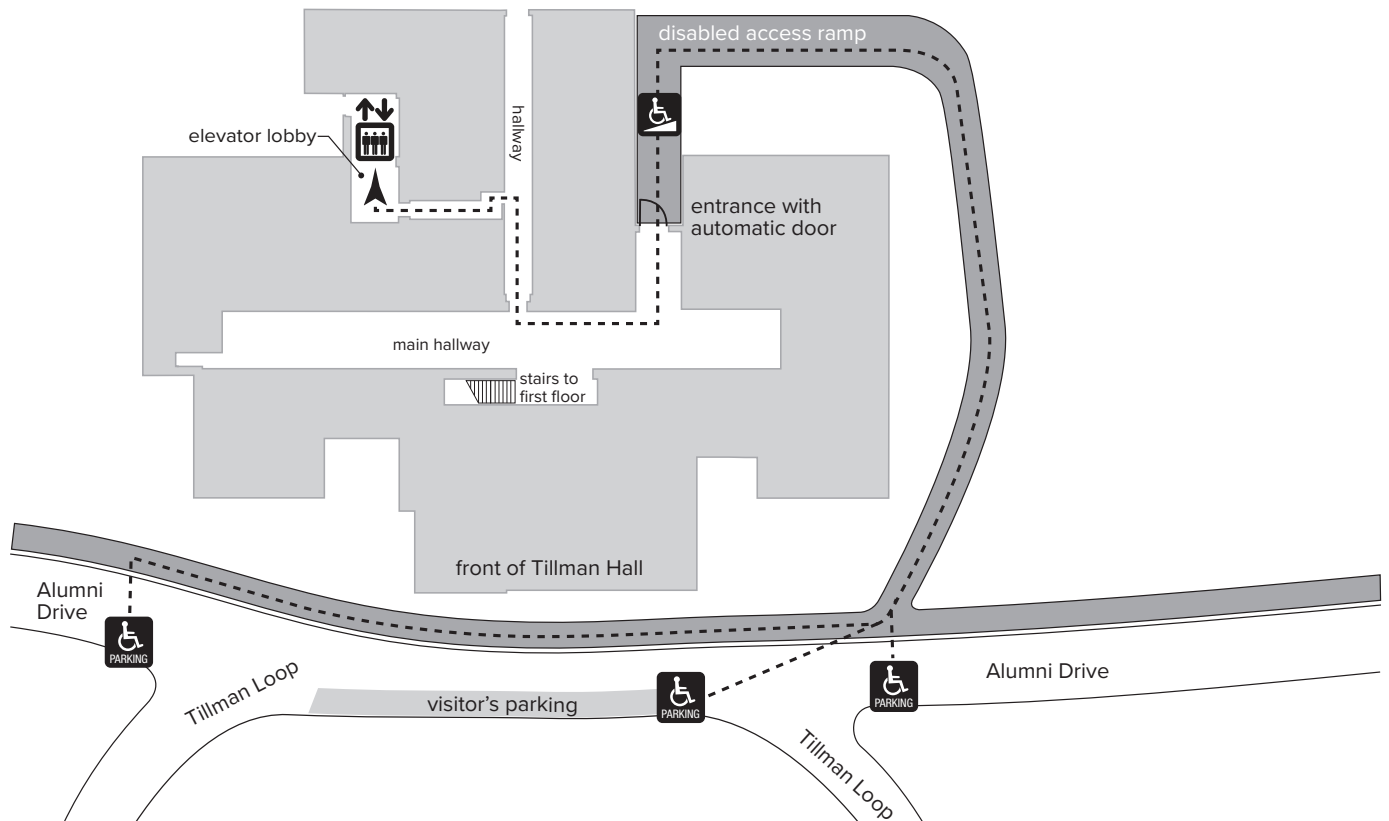 disabled access ramp
hallway
elevator lobby
entrance with
automatic door
main hallway
stairs to
first floor
front of Tillman Hall
Alumni
Drive
PARKING
Tillman Loop
visitor's parking
PARKING
PARKING
Alumni Drive
Tillman Loop